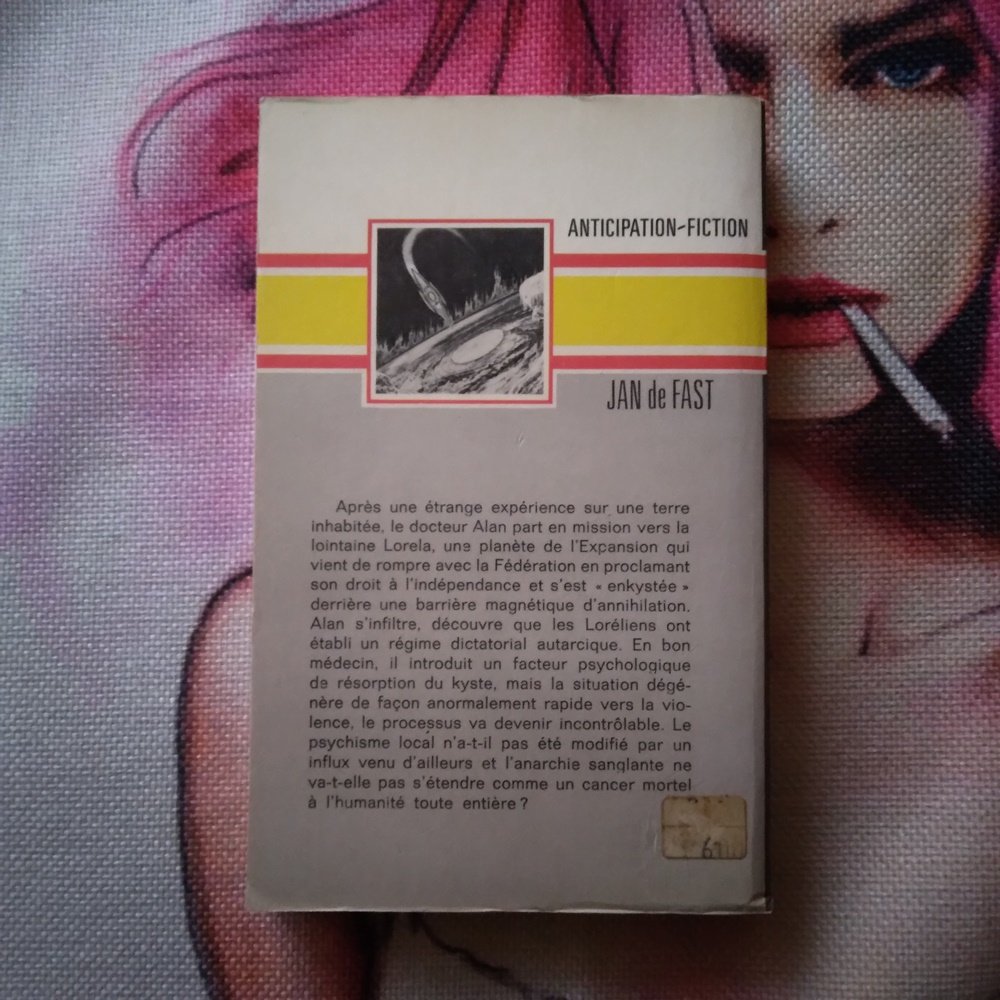 ANTICIPATION-FICTION
JAN de FAST
Après une étrange expérience sur une terre
inhabitée, le docteur Alan part en mission vers la
lointaine Lorela, une planète de l'Expansion qui
vient de rompre avec la Fédération en proclamant
son droit à l'indépendance et s'est « enkystée »
derrière une barrière magnétique d'annihilation.
Alan s'infiltre, découvre que les Loréliens ont
établi un régime dictatorial autarcique. En bon
médecin, il introduit un facteur psychologique
de résorption du kyste, mais la situation dégé-
nère de façon anormalement rapide vers la vio-
lence, le processus va devenir incontrôlable. Le
psychisme local n'a-t-il pas été modifié par un
influx venu d'ailleurs et l'anarchie sanglante ne
va-t-elle pas s'étendre comme un cancer mortel
à l'humanité toute entière ?